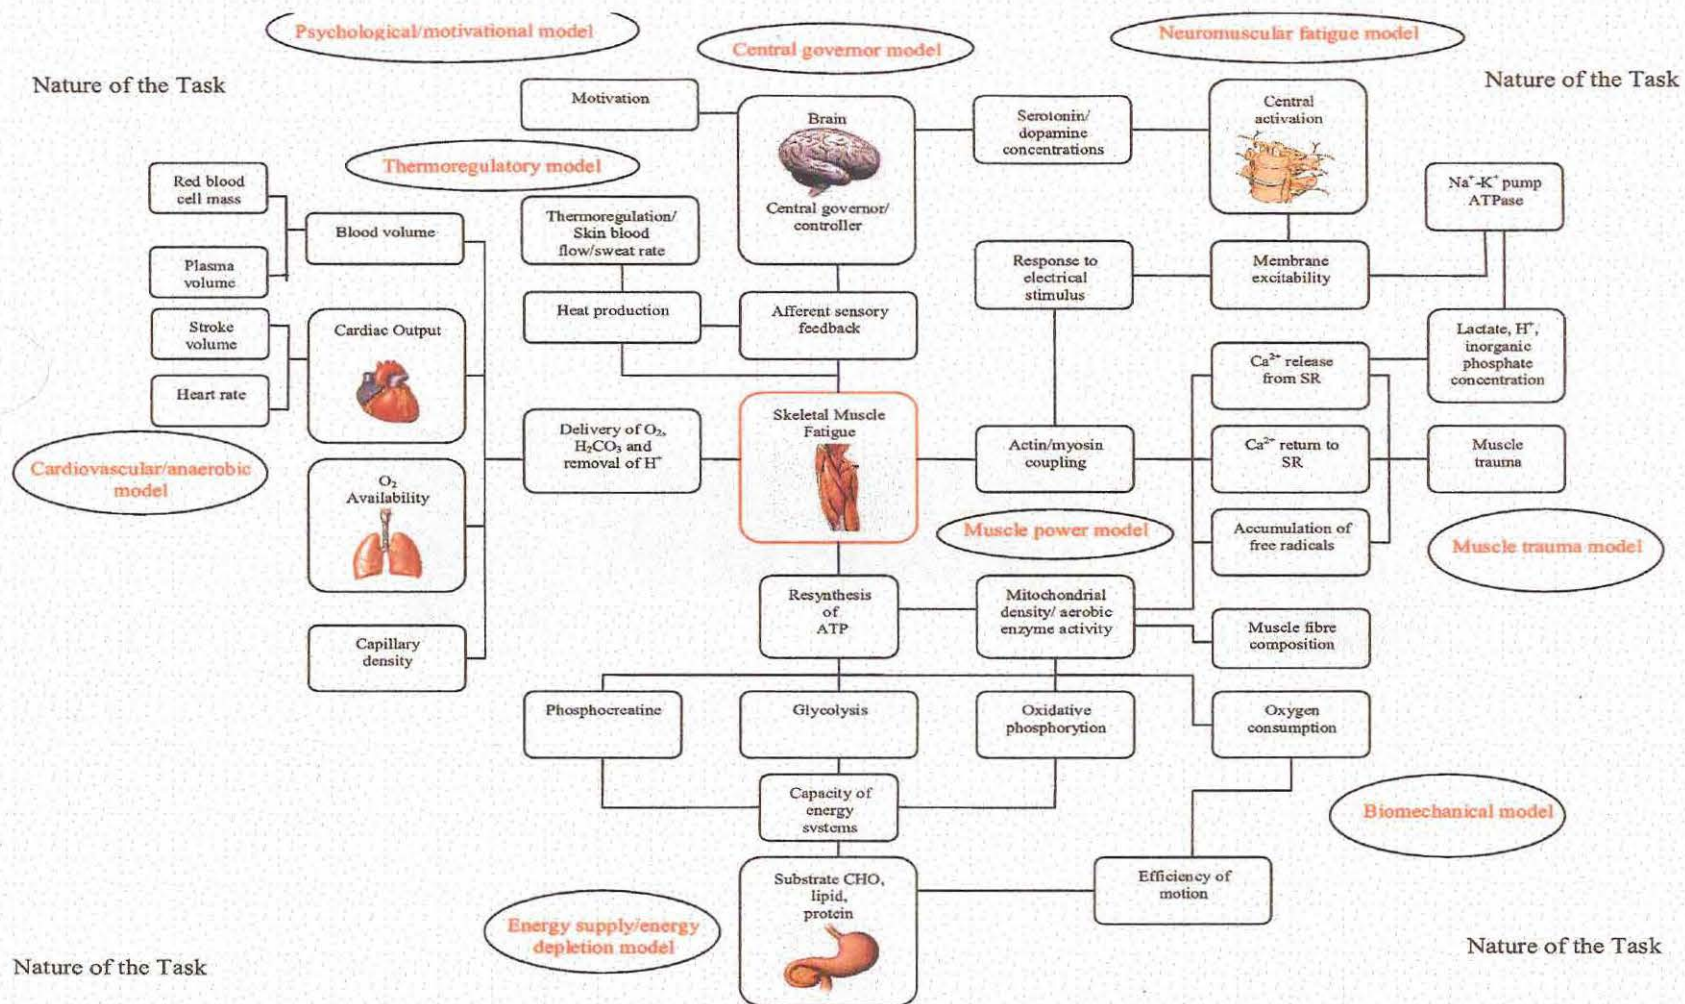 Psychological/motivational model
Central governor model
Neuromuscular fatigue model
Nature of the Task
Nature of the Task
Motivation
Brain
Central governor/
controller
Serotonin/
dopamine
concentrations
Central
activation
Thermoregulatory model
Red blood
cell mass
Blood volume
Plasma
volume
Thermoregulation/
Skin blood
flow/sweat rate
Na⁺-K⁺ pump
ATPase
Response to
electrical
stimulus
Membrane
excitability
Heat production
Afferent sensory
feedback
Stroke
volume
Heart rate
Cardiac Output
Ca²⁺ release
from SR
Lactate, H⁺,
inorganic
phosphate
concentration
Delivery of O₂,
H₂CO₃ and
removal of H⁺
Skeletal Muscle
Fatigue
Actin/myosin
coupling
Ca²⁺ return to
SR
Muscle
trauma
Cardiovascular/anaerobic
model
O₂
Availability
Muscle power model
Accumulation of
free radicals
Muscle trauma model
Resynthesis
of
ATP
Mitochondrial
density/ aerobic
enzyme activity
Muscle fibre
composition
Capillary
density
Phosphocreatine
Glycolysis
Oxidative
phosphorytion
Oxygen
consumption
Capacity of
energy
systems
Biomechanical model
Substrate CHO,
lipid,
protein
Efficiency of
motion
Energy supply/energy
depletion model
Nature of the Task
Nature of the Task